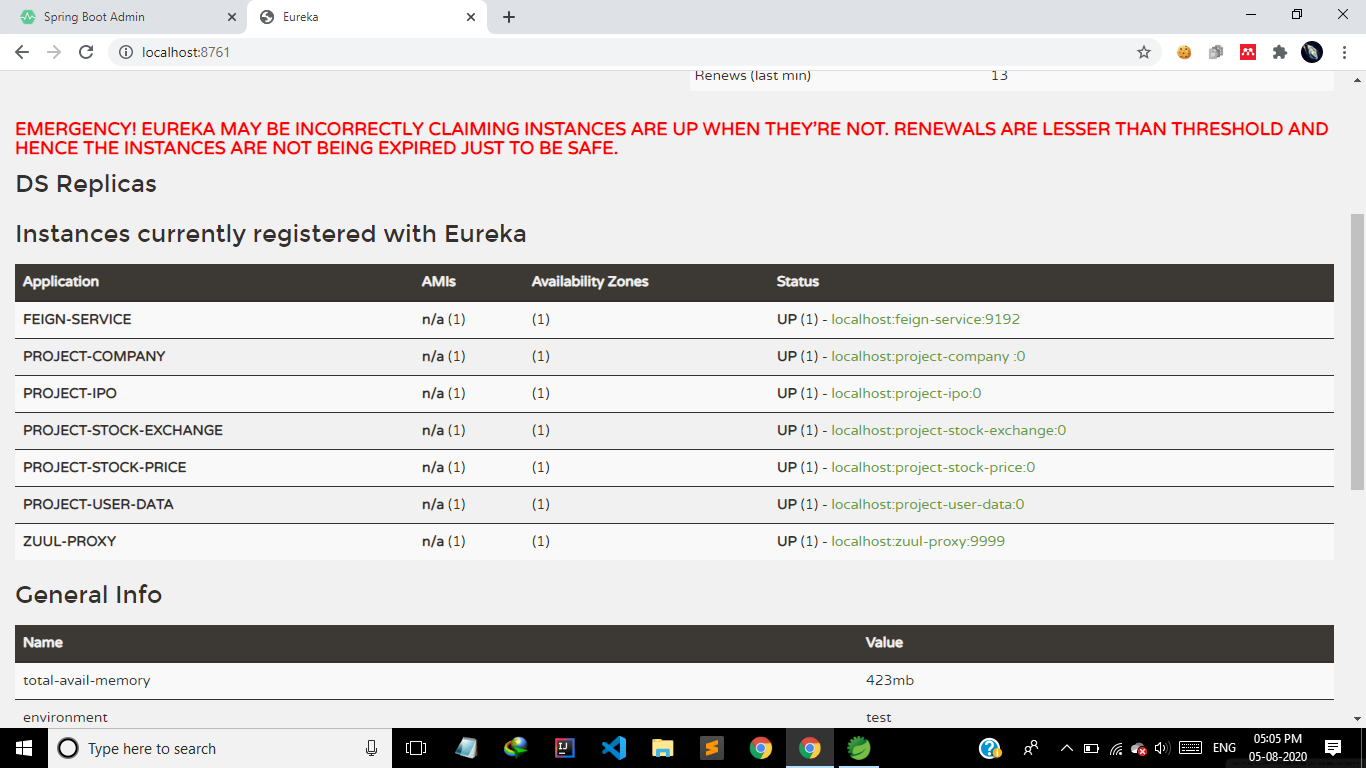 Spring Boot Admin
Eureka
localhost:8761
Renews (last min) 13
EMERGENCY! EUREKA MAY BE INCORRECTLY CLAIMING INSTANCES ARE UP WHEN THEY'RE NOT. RENEWALS ARE LESSER THAN THRESHOLD AND
HENCE THE INSTANCES ARE NOT BEING EXPIRED JUST TO BE SAFE.
DS Replicas
Instances currently registered with Eureka
Application AMIs Availability Zones Status
FEIGN-SERVICE n/a (1) (1) UP (1) - localhost:feign-service:9192
PROJECT-COMPANY n/a (1) (1) UP (1) - localhost:project-company :0
PROJECT-IPO n/a (1) (1) UP (1) - localhost:project-ipo:0
PROJECT-STOCK-EXCHANGE n/a (1) (1) UP (1) - localhost:project-stock-exchange:0
PROJECT-STOCK-PRICE n/a (1) (1) UP (1) - localhost:project-stock-price:0
PROJECT-USER-DATA n/a (1) (1) UP (1) - localhost:project-user-data:0
ZUUL-PROXY n/a (1) (1) UP (1) - localhost:zuul-proxy:9999
General Info
Name Value
total-avail-memory 423mb
environment test
Type here to search
ENG
05:05 PM
05-08-2020